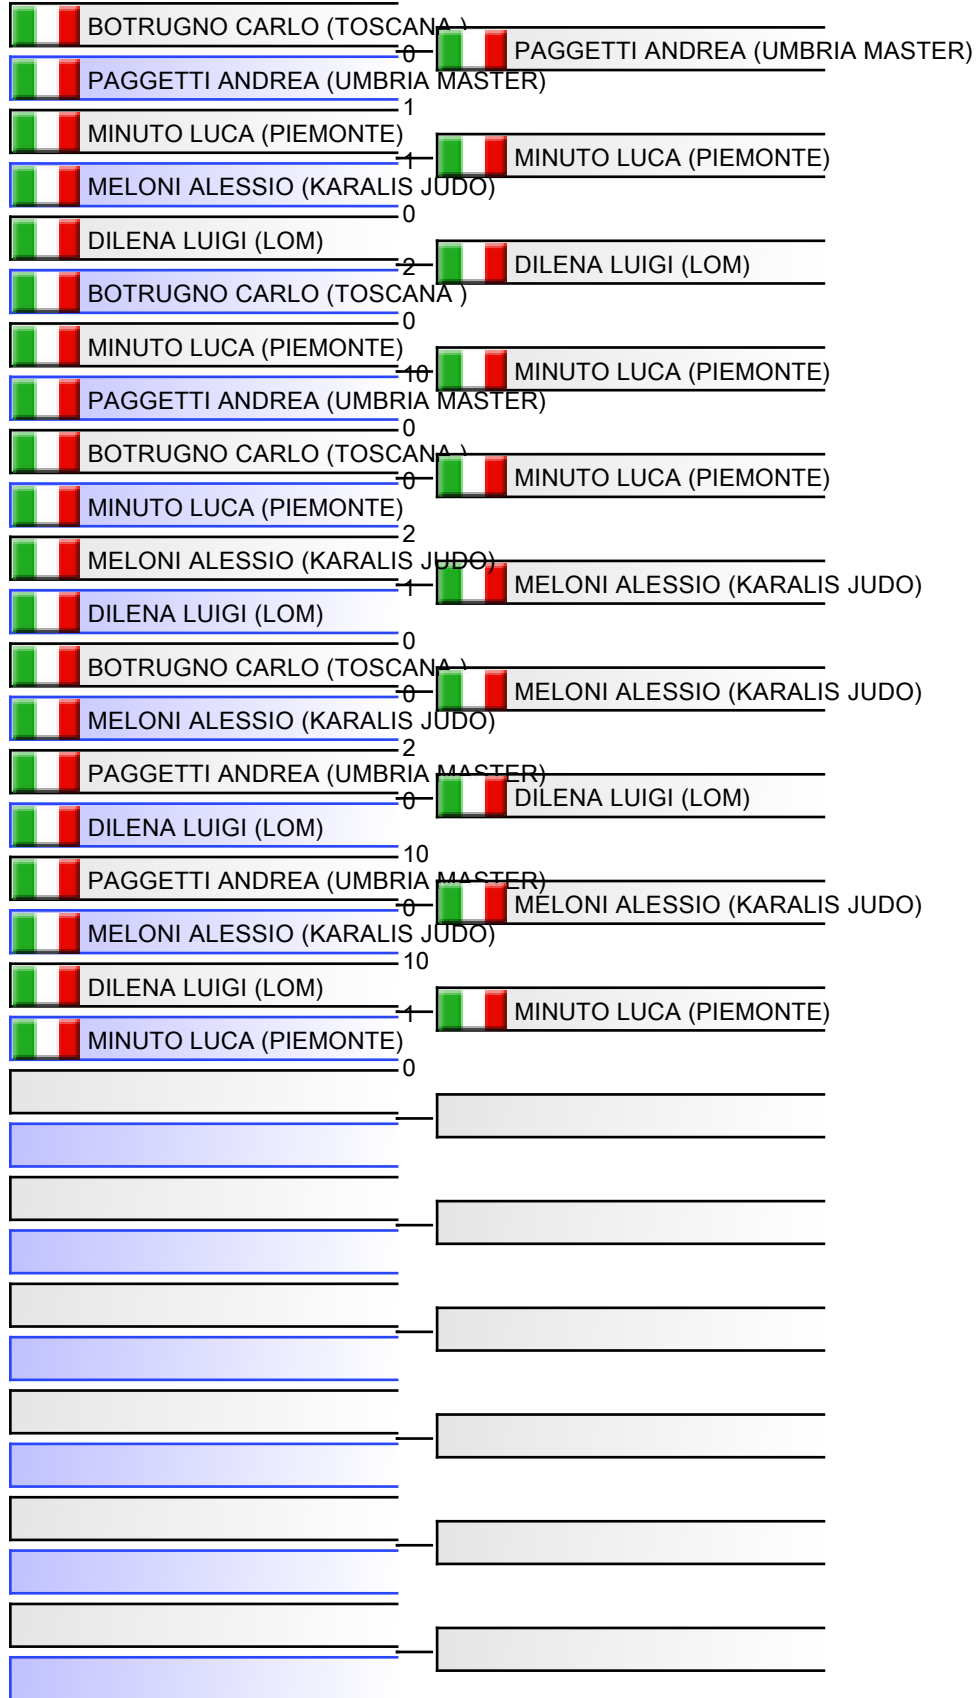 BOTRUGNO CARLO (TOSCANA )
0
PAGGETTI ANDREA (UMBRIA MASTER)
PAGGETTI ANDREA (UMBRIA MASTER)
1
MINUTO LUCA (PIEMONTE)
1
MINUTO LUCA (PIEMONTE)
MELONI ALESSIO (KARALIS JUDO)
0
DILENA LUIGI (LOM)
2
DILENA LUIGI (LOM)
BOTRUGNO CARLO (TOSCANA )
0
MINUTO LUCA (PIEMONTE)
10
MINUTO LUCA (PIEMONTE)
PAGGETTI ANDREA (UMBRIA MASTER)
0
BOTRUGNO CARLO (TOSCANA )
0
MINUTO LUCA (PIEMONTE)
MINUTO LUCA (PIEMONTE)
2
MELONI ALESSIO (KARALIS JUDO)
1
MELONI ALESSIO (KARALIS JUDO)
DILENA LUIGI (LOM)
0
BOTRUGNO CARLO (TOSCANA )
0
MELONI ALESSIO (KARALIS JUDO)
MELONI ALESSIO (KARALIS JUDO)
2
PAGGETTI ANDREA (UMBRIA MASTER)
0
DILENA LUIGI (LOM)
DILENA LUIGI (LOM)
10
PAGGETTI ANDREA (UMBRIA MASTER)
0
MELONI ALESSIO (KARALIS JUDO)
MELONI ALESSIO (KARALIS JUDO)
10
DILENA LUIGI (LOM)
1
MINUTO LUCA (PIEMONTE)
MINUTO LUCA (PIEMONTE)
0